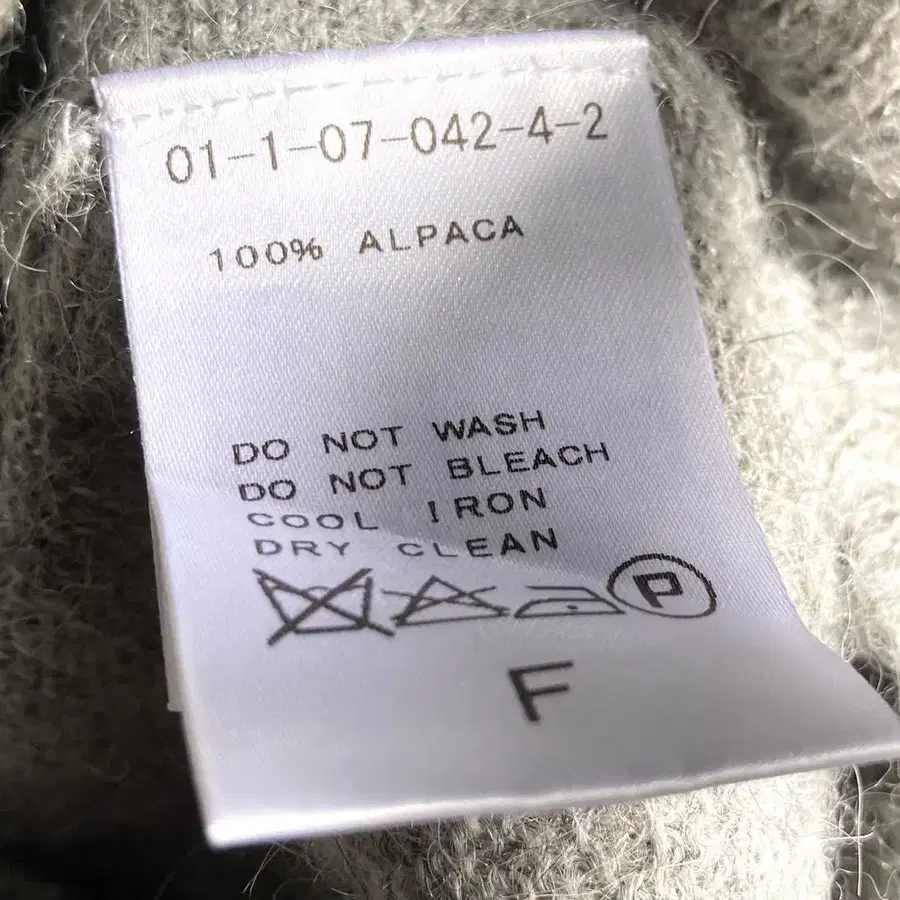 01-1-07-042-4-2
100% ALPACA
DO NOT WASH
DO NOT BLEACH
COOL IRON
DRY CLEAN
P
F